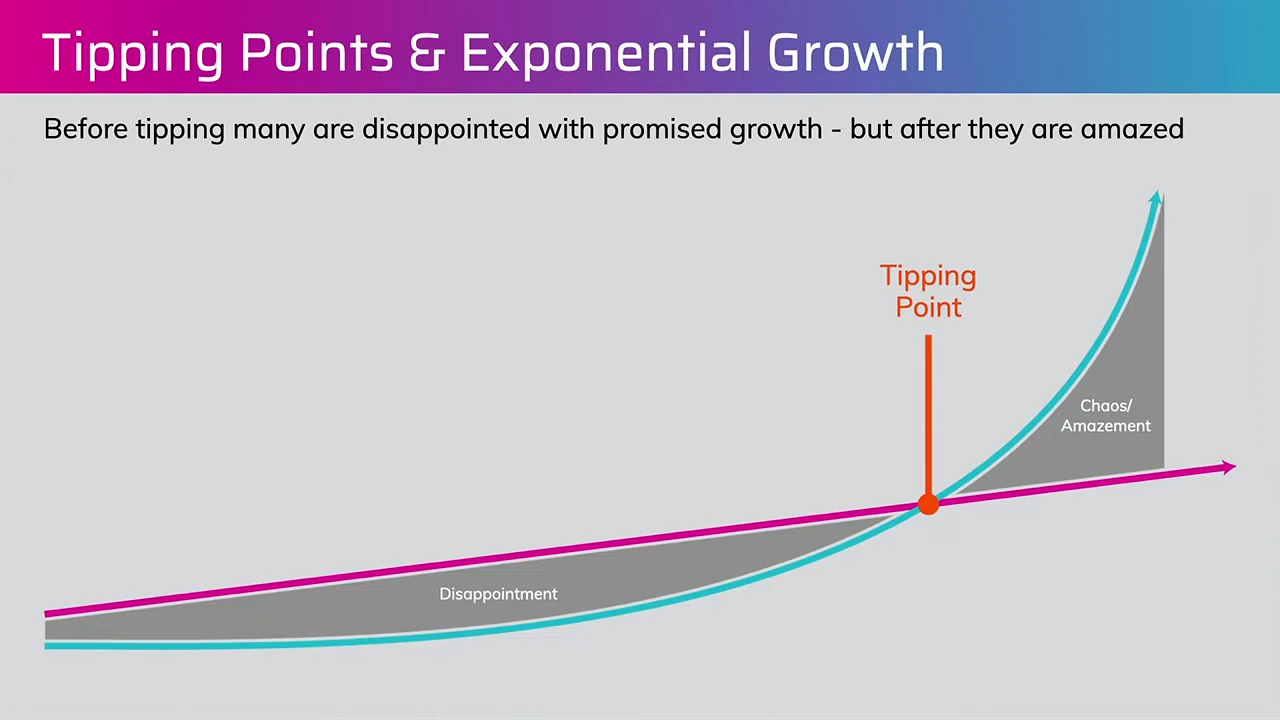 Tipping Points & Exponential Growth
Before tipping many are disappointed with promised growth - but after they are amazed
Tipping
Point
Chaos/
Amazement
Disappointment